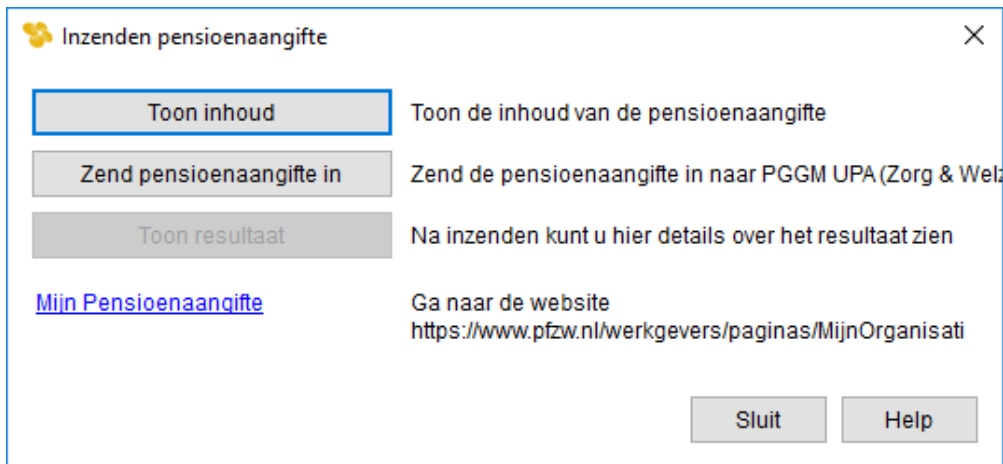 Inzenden pensioenaangifte
Toon inhoud
Toon de inhoud van de pensioenaangifte
Zend pensioenaangifte in
Zend de pensioenaangifte in naar PGGM UPA (Zorg & Welz
Toon resultaat
Na inzenden kunt u hier details over het resultaat zien
Mijn Pensioenaangifte
Ga naar de website
https://www.pfzw.nl/werkgevers/paginas/MijnOrganisati
Sluit
Help